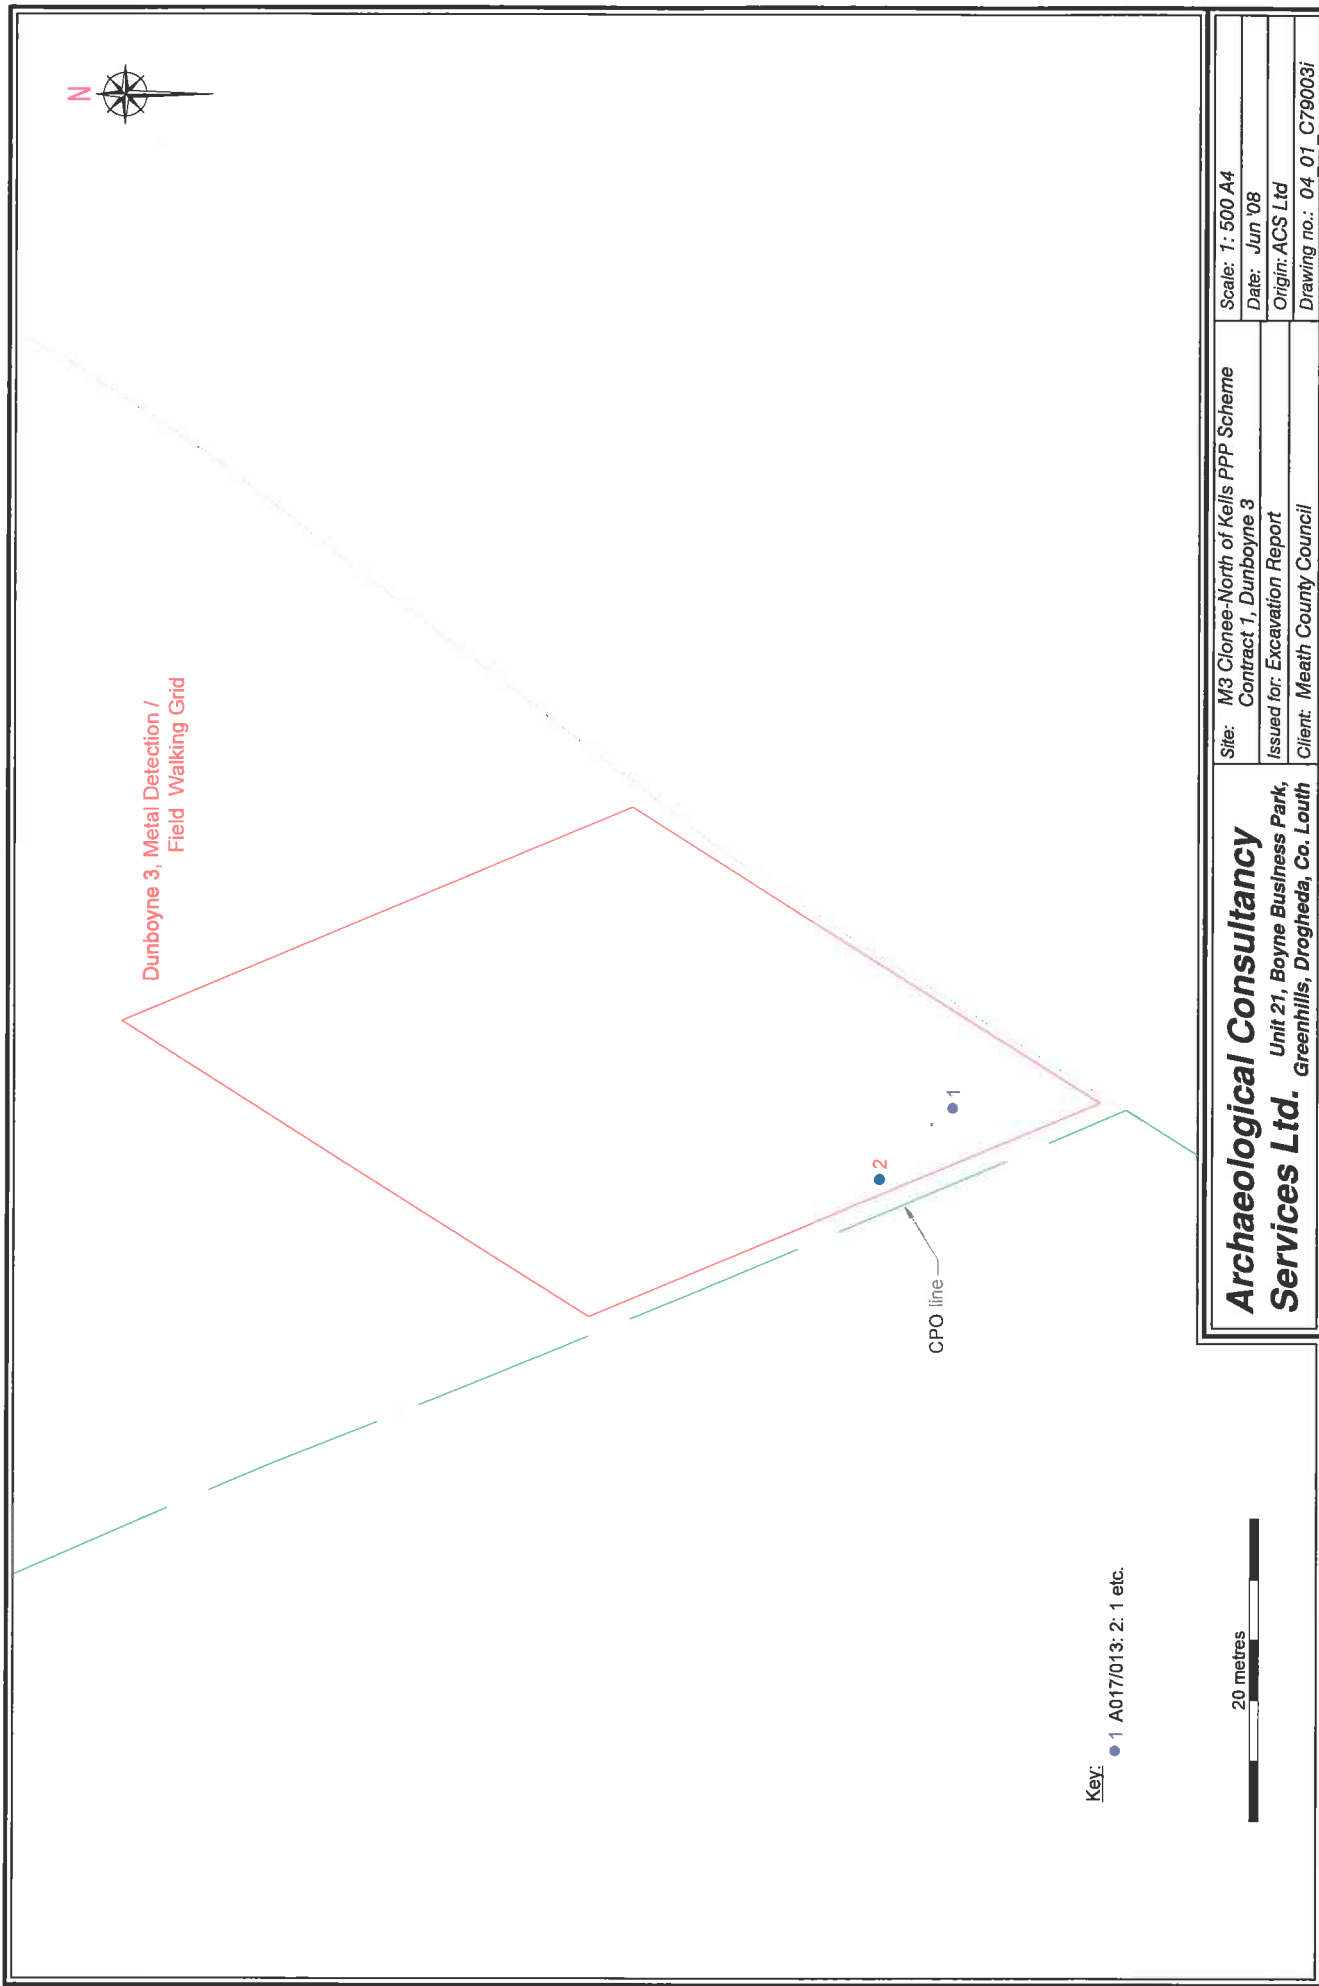 N
Dunboyne 3, Metal Detection /
Field Walking Grid
2
1
CPO line
Key:
1 A017/013: 2: 1 etc.
20 metres
Archaeological Consultancy
Services Ltd.
Unit 21, Boyne Business Park,
Greenhills, Drogheda, Co. Louth
Site: M3 Clonee-North of Kells PPP Scheme
Contract 1, Dunboyne 3
Issued for: Excavation Report
Client: Meath County Council
Scale: 1: 500 A4
Date: Jun '08
Origin: ACS Ltd
Drawing no.: 04_01_C79003i